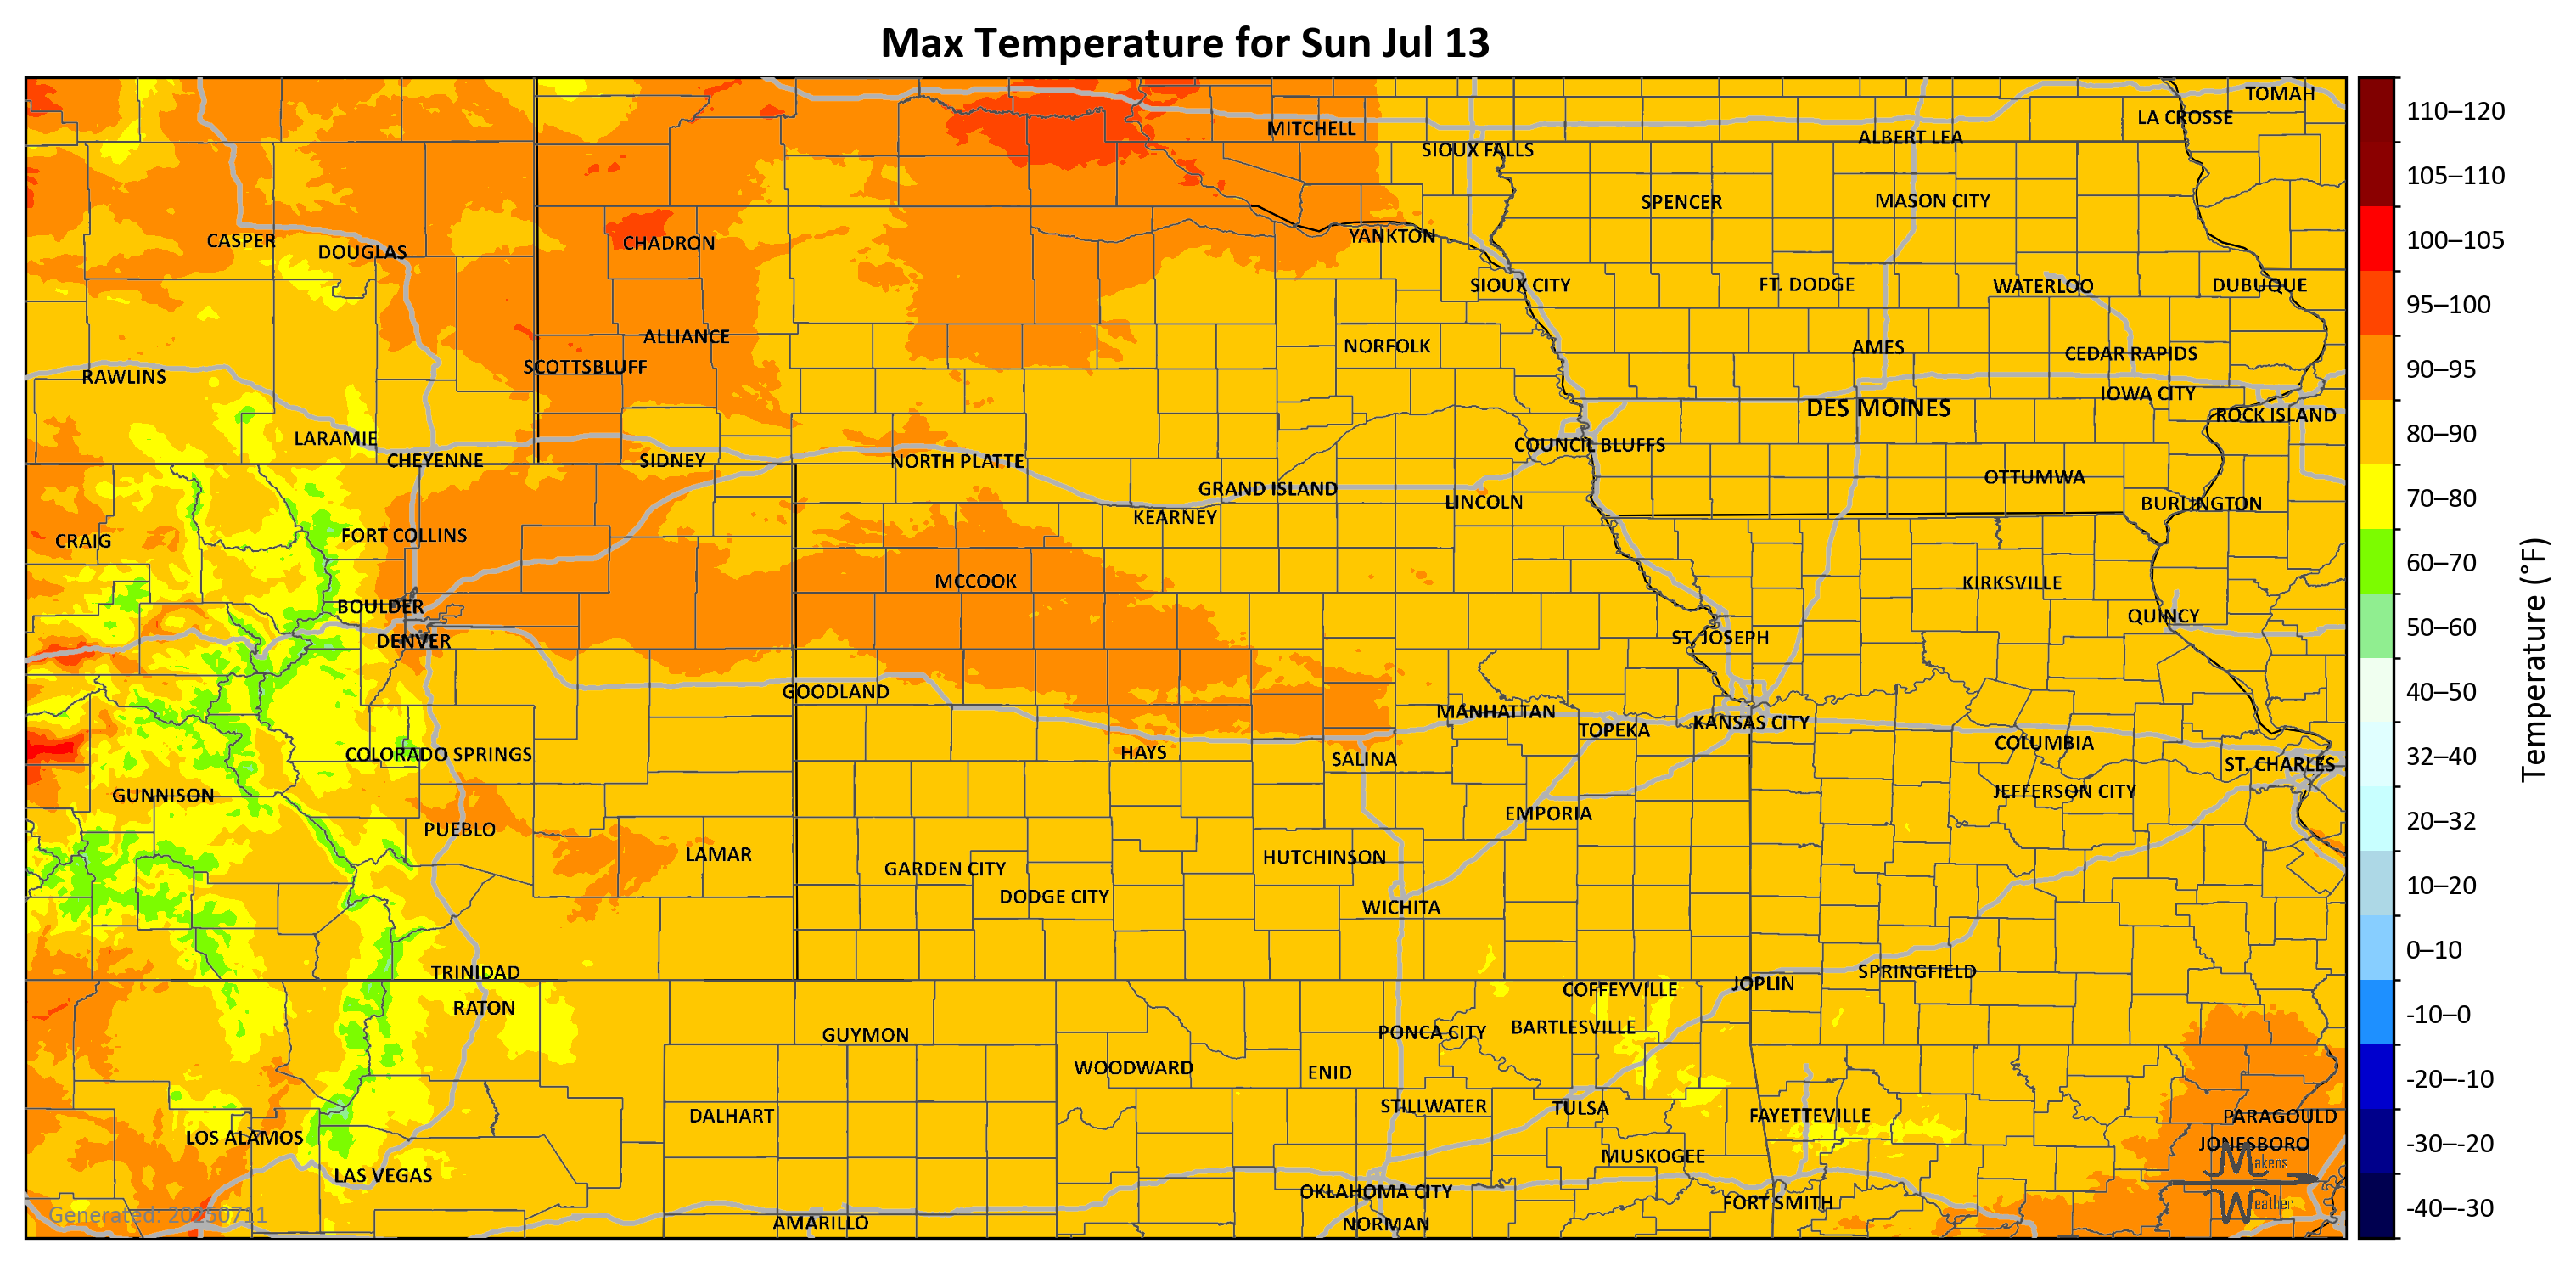 Max Temperature for Sun Jul 13
TOMAH
LA CROSSE
MITCHELL
ALBERT LEA
SIOUX FALLS
SPENCER
MASON CITY
CASPER
DOUGLAS
CHADRON
YANKTON
SIOUX CITY
FT. DODGE
WATERLOO
DUBUQUE
ALLIANCE
NORFOLK
AMES
CEDAR RAPIDS
SCOTTSBLUFF
RAWLINS
IOWA CITY
DES MOINES
ROCK ISLAND
LARAMIE
COUNCIL BLUFFS
CHEYENNE
SIDNEY
NORTH PLATTE
OTTUMWA
GRAND ISLAND
LINCOLN
BURLINGTON
KEARNEY
FORT COLLINS
CRAIG
MCCOOK
KIRKSVILLE
BOULDER
QUINCY
DENVER
ST. JOSEPH
GOODLAND
MANHATTAN
TOPEKA
KANSAS CITY
COLUMBIA
COLORADO SPRINGS
HAYS
SALINA
ST. CHARLES
GUNNISON
JEFFERSON CITY
EMPORIA
PUEBLO
LAMAR
HUTCHINSON
GARDEN CITY
DODGE CITY
WICHITA
TRINIDAD
SPRINGFIELD
JOPLIN
COFFEYVILLE
RATON
GUYMON
PONCA CITY
BARTLESVILLE
WOODWARD
ENID
DALHART
STILLWATER
TULSA
FAYETTEVILLE
PARAGOULD
LOS ALAMOS
JONESBORO
MUSKOGEE
LAS VEGAS
OKLAHOMA CITY
FORT SMITH
AMARILLO
NORMAN
Generated: 20250711
Makens
Weather
110–120
105–110
100–105
95–100
90–95
80–90
70–80
60–70
50–60
40–50
32–40
20–32
10–20
0–10
-10–0
-20–-10
-30–-20
-40–-30
Temperature (°F)